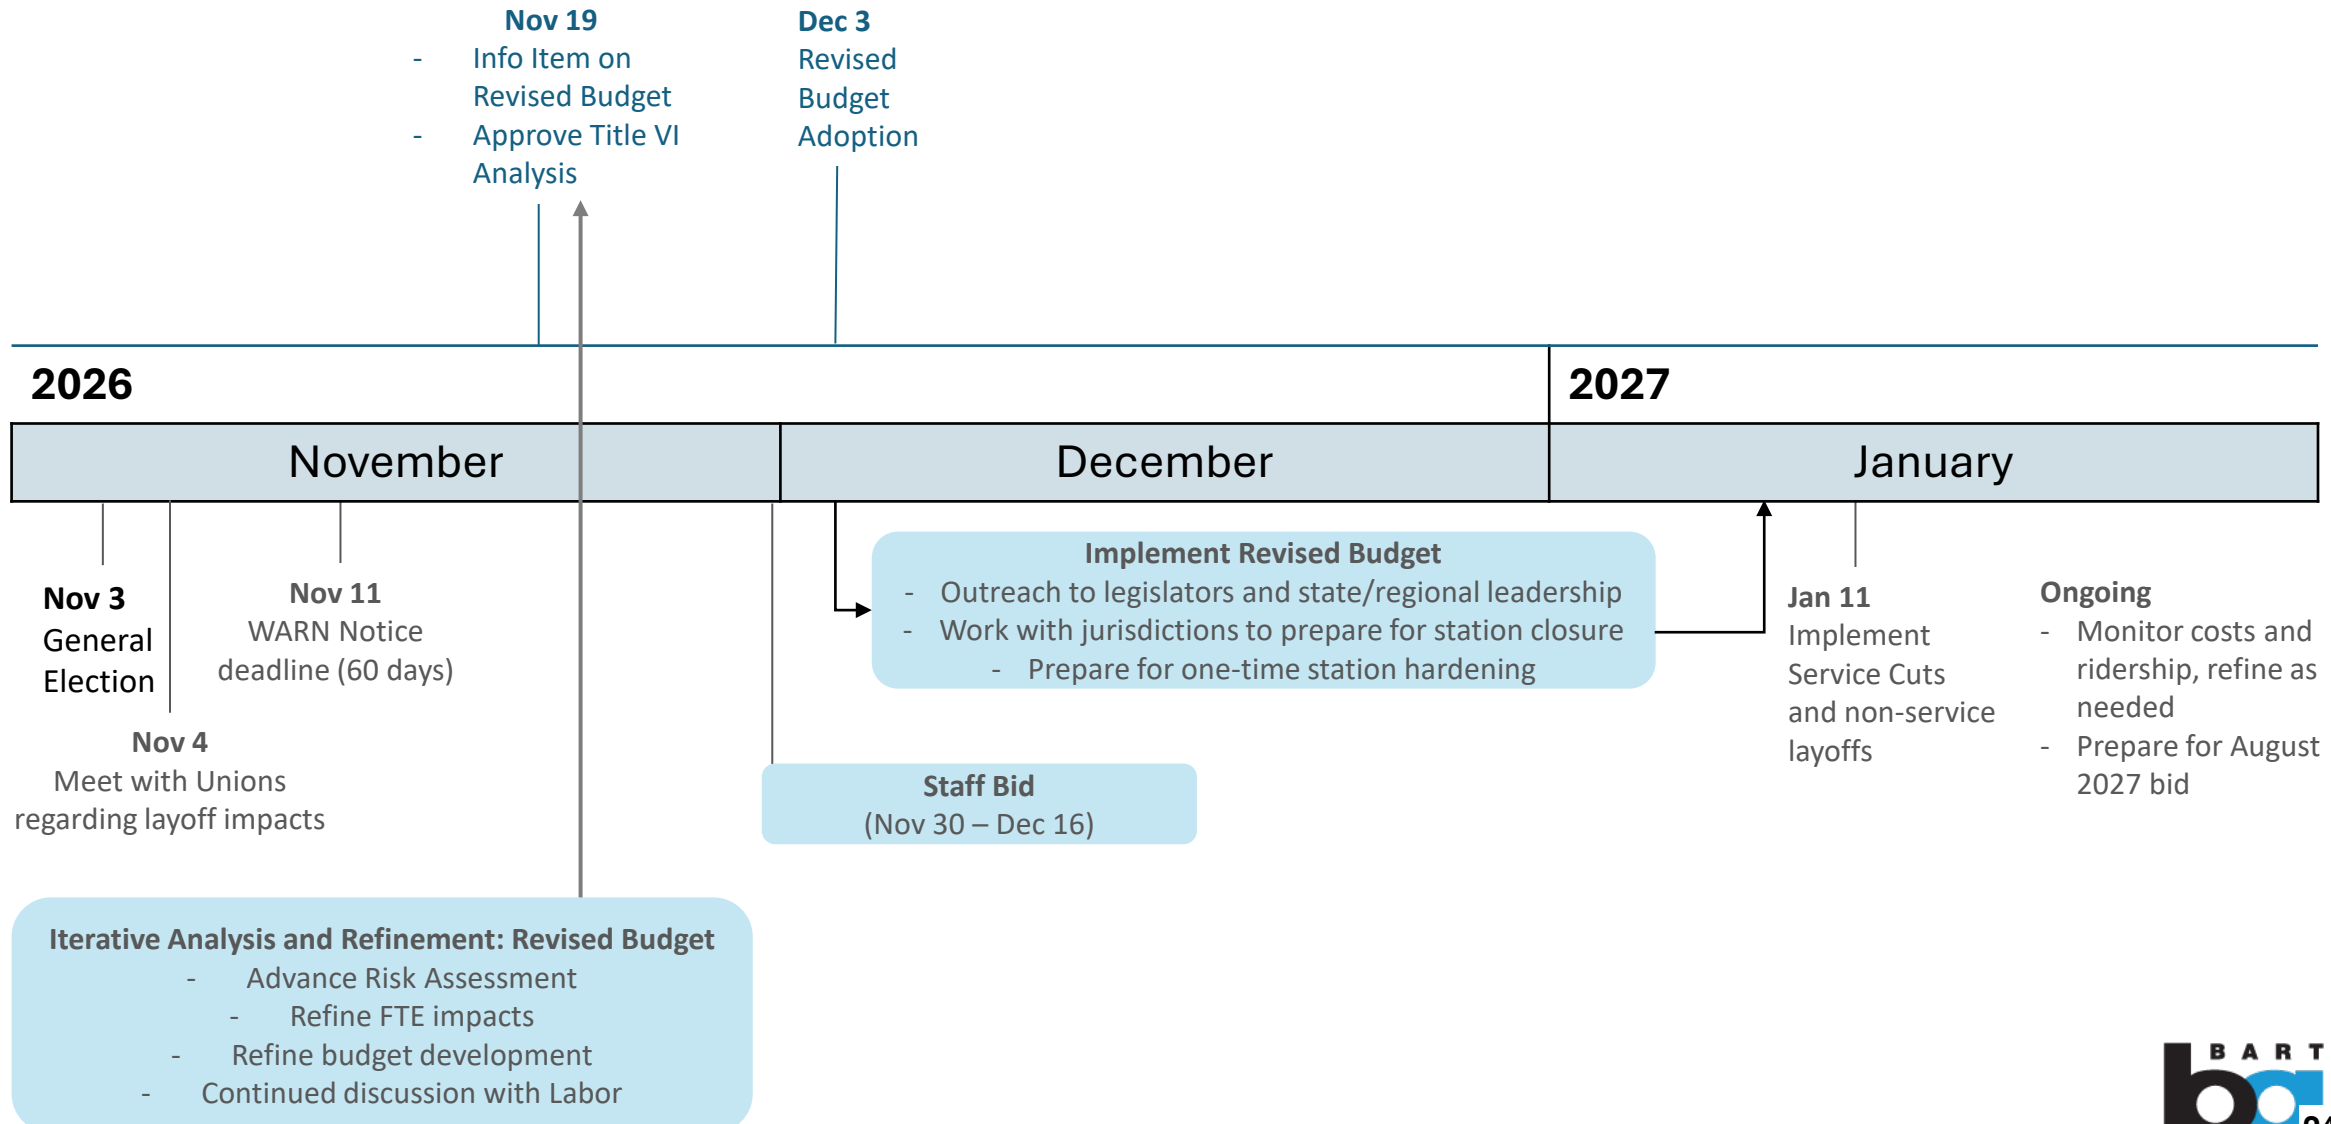 Nov 19
- Info Item on
Revised Budget
- Approve Title VI
Analysis
Dec 3
Revised
Budget
Adoption
2026
2027
November
December
January
Nov 3
General
Election
Nov 4
Meet with Unions
regarding layoff impacts
Nov 11
WARN Notice
deadline (60 days)
Implement Revised Budget
- Outreach to legislators and state/regional leadership
- Work with jurisdictions to prepare for station closure
- Prepare for one-time station hardening
Staff Bid
(Nov 30 – Dec 16)
Jan 11
Implement
Service Cuts
and non-service
layoffs
Ongoing
- Monitor costs and
ridership, refine as
needed
- Prepare for August
2027 bid
Iterative Analysis and Refinement: Revised Budget
- Advance Risk Assessment
- Refine FTE impacts
- Refine budget development
- Continued discussion with Labor
BART
ba